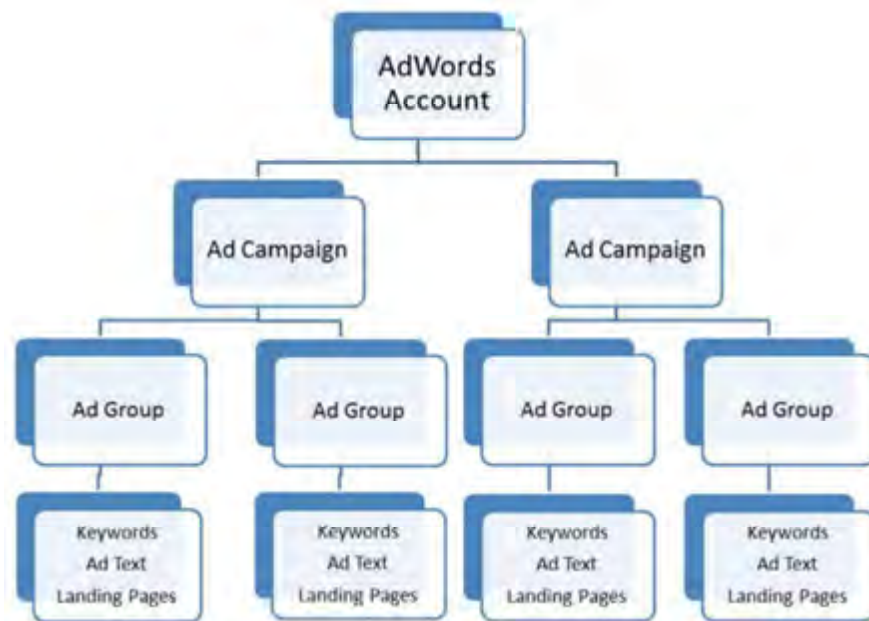 AdWords
Account
Ad Campaign
Ad Campaign
Ad Group
Ad Group
Ad Group
Ad Group
Keywords
Ad Text
Landing Pages
Keywords
Ad Text
Landing Pages
Keywords
Ad Text
Landing Pages
Keywords
Ad Text
Landing Pages